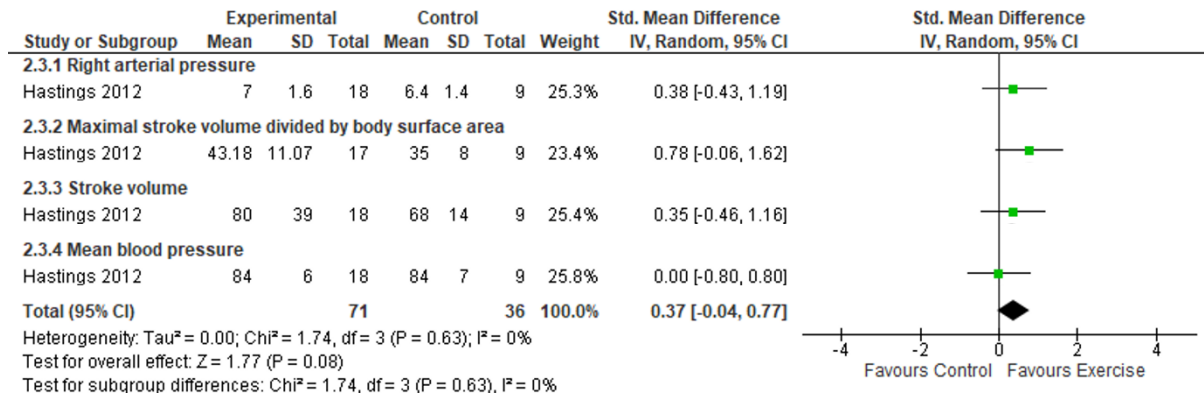 Experimental Control Std. Mean Difference Std. Mean Difference
Study or Subgroup Mean SD Total Mean SD Total Weight IV, Random, 95% CI IV, Random, 95% CI
2.3.1 Right arterial pressure
Hastings 2012 7 1.6 18 6.4 1.4 9 25.3% 0.38 [-0.43, 1.19]
2.3.2 Maximal stroke volume divided by body surface area
Hastings 2012 43.18 11.07 17 35 8 9 23.4% 0.78 [-0.06, 1.62]
2.3.3 Stroke volume
Hastings 2012 80 39 18 68 14 9 25.4% 0.35 [-0.46, 1.16]
2.3.4 Mean blood pressure
Hastings 2012 84 6 18 84 7 9 25.8% 0.00 [-0.80, 0.80]
Total (95% CI) 71 36 100.0% 0.37 [-0.04, 0.77]
Heterogeneity: Tau² = 0.00; Chi² = 1.74, df = 3 (P = 0.63); I² = 0%
Test for overall effect: Z = 1.77 (P = 0.08)
Test for subgroup differences: Chi² = 1.74, df = 3 (P = 0.63), I² = 0%
-4 -2 0 2 4
Favours Control Favours Exercise